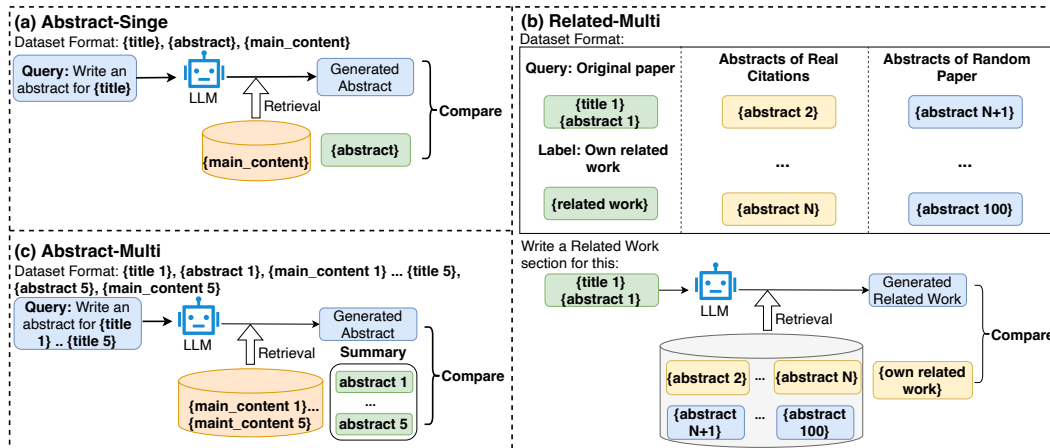 (a) Abstract-Singe
Dataset Format: {title}, {abstract}, {main_content}
Query: Write an
abstract for {title}
LLM
Retrieval
Generated
Abstract
Compare
{main_content}
{abstract}
(c) Abstract-Multi
Dataset Format: {title 1}, {abstract 1}, {main_content 1} ... {title 5},
{abstract 5}, {main_content 5}
Query: Write an
abstract for {title
1} .. {title 5}
LLM
Retrieval
Generated
Abstract
Summary
abstract 1
...
abstract 5
Compare
{main_content 1}...
{maint_content 5}
(b) Related-Multi
Dataset Format:
Query: Original paper
{title 1}
{abstract 1}
Label: Own related
work
{related work}
Abstracts of Real
Citations
{abstract 2}
...
{abstract N}
Abstracts of Random
Paper
{abstract N+1}
...
{abstract 100}
Write a Related Work
section for this:
{title 1}
{abstract 1}
LLM
Retrieval
Generated
Related Work
Compare
{abstract 2} ... {abstract N}
{abstract
N+1}
...
{abstract
100}
{own related
work}